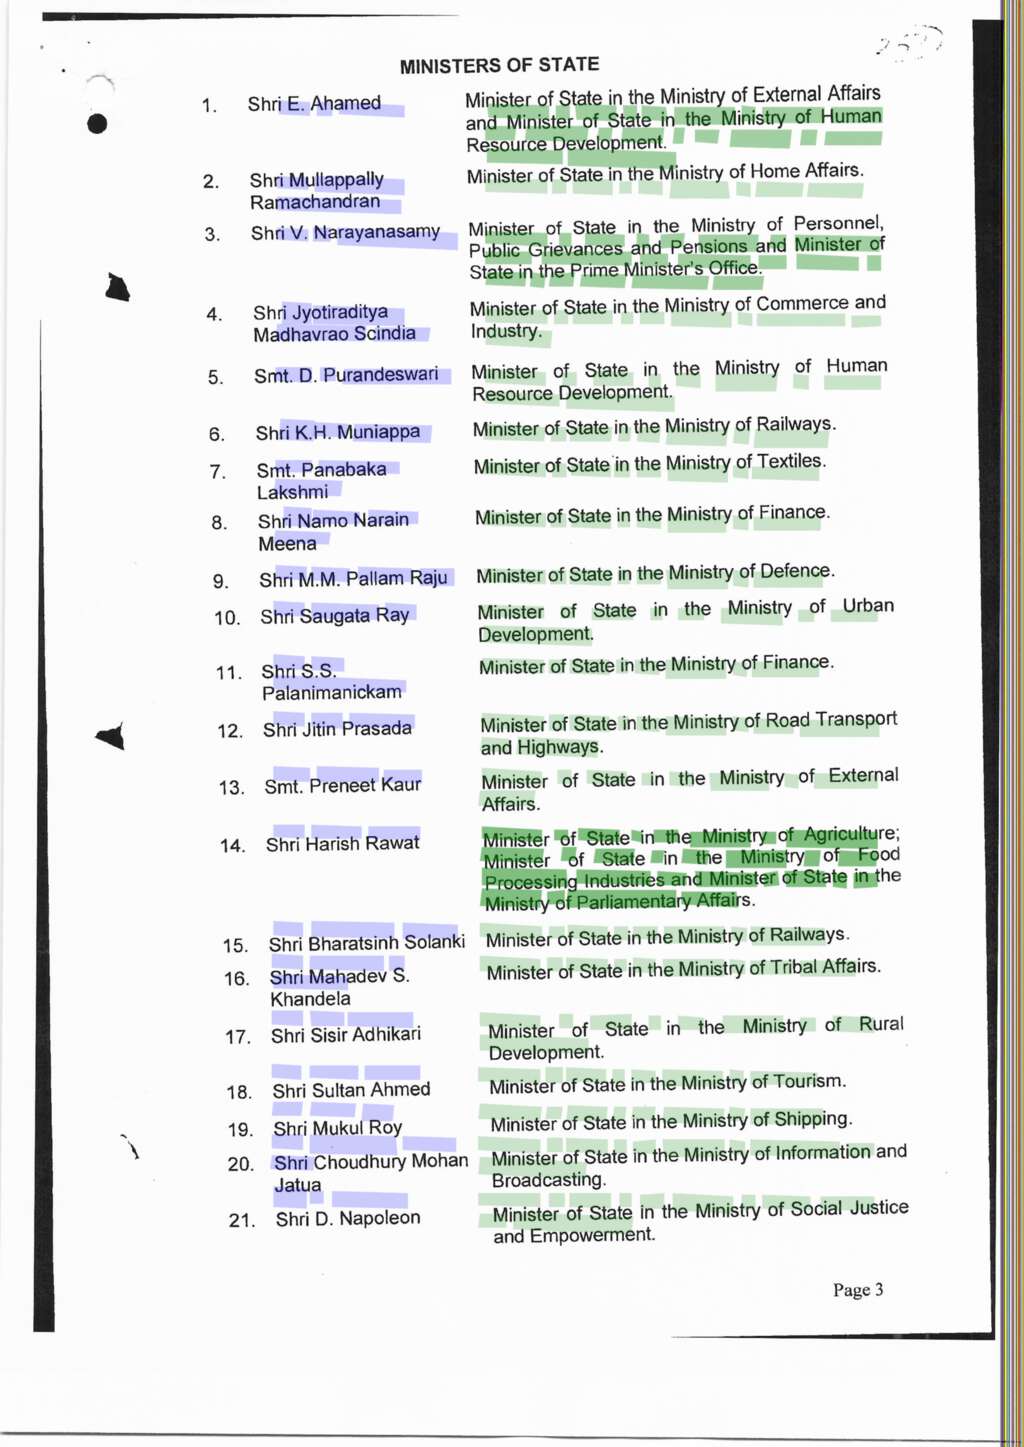 MINISTERS OF STATE
1. Shri E. Ahamed Minister of State in the Ministry of External Affairs
and Minister of State in the Ministry of Human
Resource Development.
2. Shri Mullappally Minister of State in the Ministry of Home Affairs.
Ramachandran
3. Shri V. Narayanasamy Minister of State in the Ministry of Personnel,
Public Grievances and Pensions and Minister of
State in the Prime Minister's Office.
4. Shri Jyotiraditya Minister of State in the Ministry of Commerce and
Madhavrao Scindia Industry.
5. Smt. D. Purandeswari Minister of State in the Ministry of Human
Resource Development.
6. Shri K.H. Muniappa Minister of State in the Ministry of Railways.
7. Smt. Panabaka Minister of State in the Ministry of Textiles.
Lakshmi
8. Shri Namo Narain Minister of State in the Ministry of Finance.
Meena
9. Shri M.M. Pallam Raju Minister of State in the Ministry of Defence.
10. Shri Saugata Ray Minister of State in the Ministry of Urban
Development.
11. Shri S.S. Minister of State in the Ministry of Finance.
Palanimanickam
12. Shri Jitin Prasada Minister of State in the Ministry of Road Transport
and Highways.
13. Smt. Preneet Kaur Minister of State in the Ministry of External
Affairs.
14. Shri Harish Rawat Minister of State in the Ministry of Agriculture;
Minister of State in the Ministry of Food
Processing Industries and Minister of State in the
Ministry of Parliamentary Affairs.
15. Shri Bharatsinh Solanki Minister of State in the Ministry of Railways.
16. Shri Mahadev S. Minister of State in the Ministry of Tribal Affairs.
Khandela
17. Shri Sisir Adhikari Minister of State in the Ministry of Rural
Development.
18. Shri Sultan Ahmed Minister of State in the Ministry of Tourism.
19. Shri Mukul Roy Minister of State in the Ministry of Shipping.
20. Shri Choudhury Mohan Minister of State in the Ministry of Information and
Jatua Broadcasting.
21. Shri D. Napoleon Minister of State in the Ministry of Social Justice
and Empowerment.
Page 3